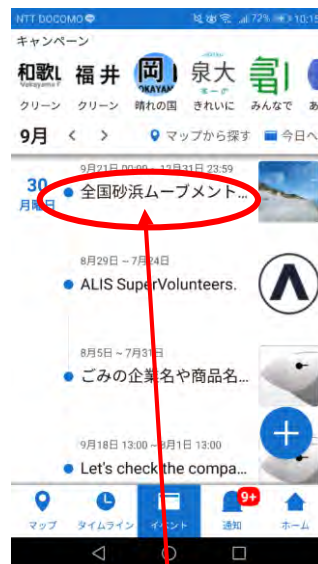 NTT DOCOMO 72% 10:15
キャンペーン
和歌 福井 岡 泉大
OKAYAMA
クリーン クリーン 晴れの国 きれいに みんなで あ
9月 < > マップから探す 今日へ
9月21日 00:00 ~ 12月31日 23:59
30 全国砂浜ムーブメント...
月曜日
8月29日 ~ 7月24日
ALIS SuperVolunteers.
8月5日 ~ 7月31日
ごみの企業名や商品名...
9月18日 13:00 ~ 8月1日 13:00
Let's check the compa...
9+
マップ タイムライン イベント 通知 ホーム